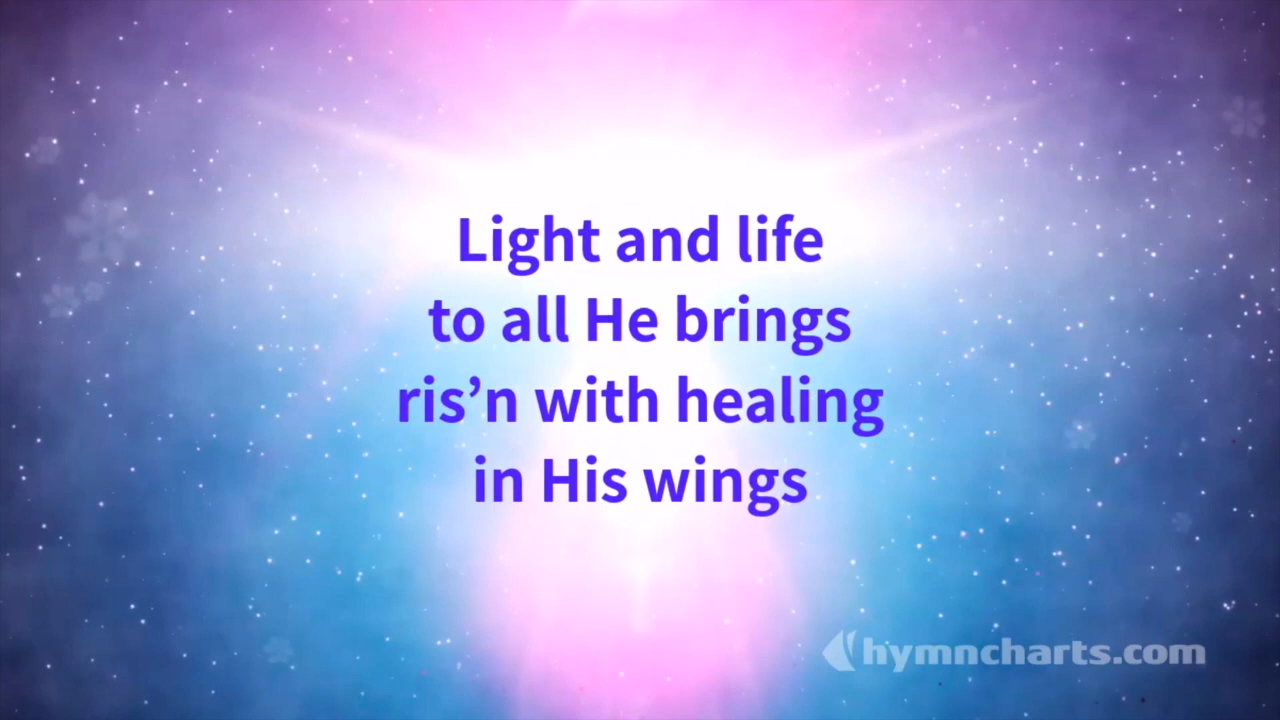 Light and life
to all He brings
ris’n with healing
in His wings
hymncharts.com